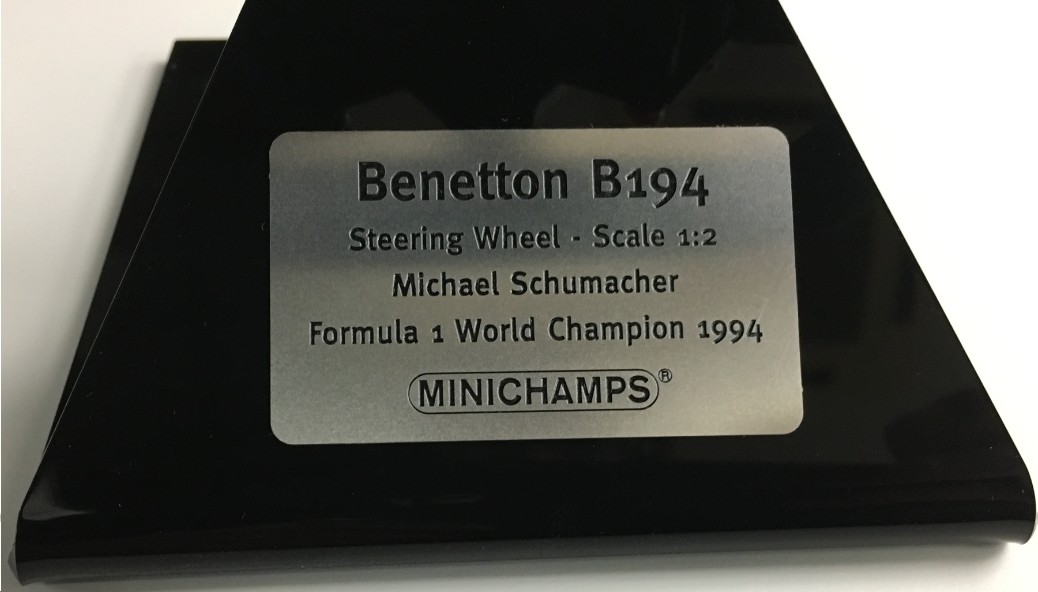 Benetton B194
Steering Wheel - Scale 1:2
Michael Schumacher
Formula 1 World Champion 1994
MINICHAMPS®